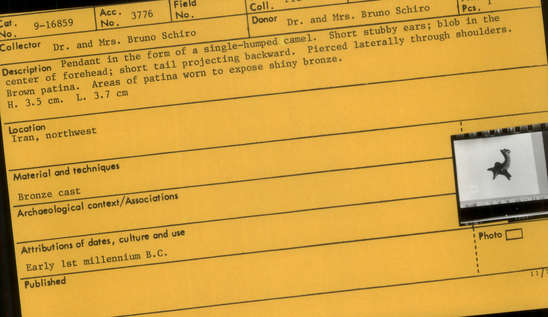 Cat. No. 9-16859 Acc. No. 3776 Field No. Coll. Pcs. 1
Collector Dr. and Mrs. Bruno Schiro Donor Dr. and Mrs. Bruno Schiro
Description Pendant in the form of a single-humped camel. Short stubby ears; blob in the
center of forehead; short tail projecting backward. Pierced laterally through shoulders.
Brown patina. Areas of patina worn to expose shiny bronze.
H. 3.5 cm. L. 3.7 cm
Location
Iran, northwest
Material and techniques
Bronze cast
Archaeological context/Associations
Attributions of dates, culture and use
Early 1st millennium B.C.
Photo
Published